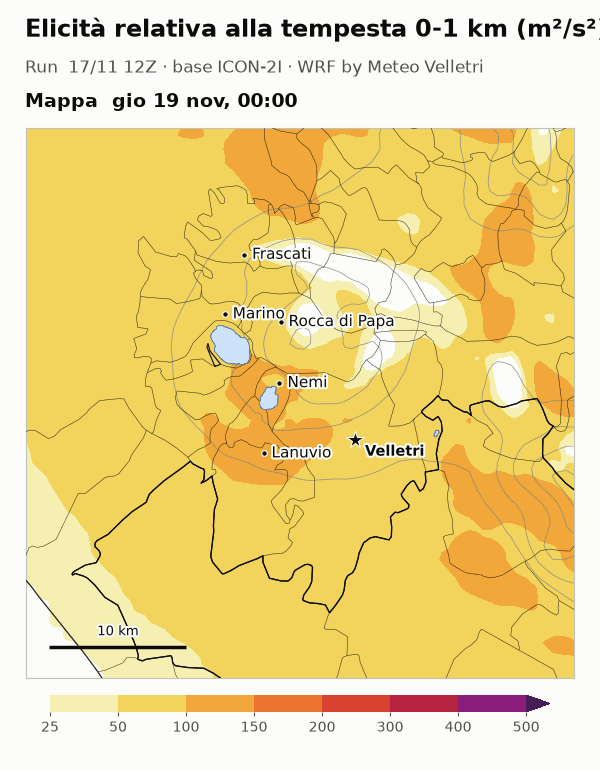 Elicità relativa alla tempesta 0-1 km (m²/s²)
Run 17/11 12Z · base ICON-2I · WRF by Meteo Velletri
Mappa gio 19 nov, 00:00
Frascati
Marino
Rocca di Papa
Nemi
Velletri
Lanuvio
10 km
25 50 100 150 200 300 400 500